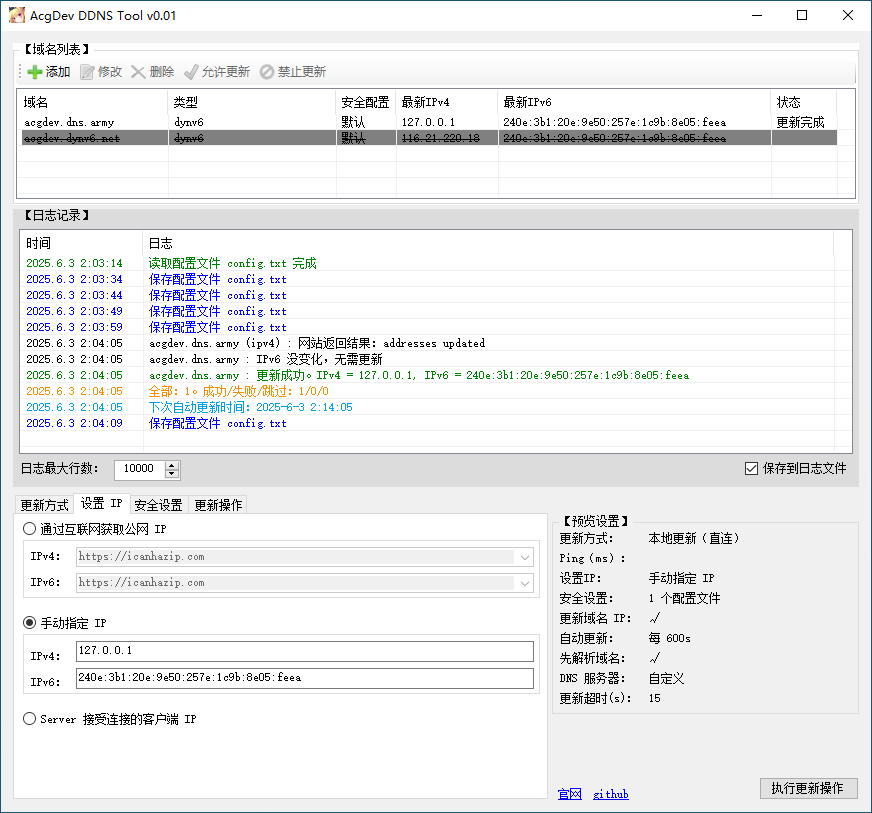 AcgDev DDNS Tool v0.01
【域名列表】
添加 修改 删除 允许更新 禁止更新
域名 类型 安全配置 最新IPv4 最新IPv6 状态
acgdev.dns.army dynv6 默认 127.0.0.1 240e:3b1:20e:9e50:257e:1c9b:8e05:feea 更新完成
acgdev.dynv6.net dynv6 默认 116.21.220.18 240e:3b1:20e:9e50:257e:1c9b:8e05:feea
【日志记录】
时间 日志
2025.6.3 2:03:14 读取配置文件 config.txt 完成
2025.6.3 2:03:34 保存配置文件 config.txt
2025.6.3 2:03:44 保存配置文件 config.txt
2025.6.3 2:03:49 保存配置文件 config.txt
2025.6.3 2:03:59 保存配置文件 config.txt
2025.6.3 2:04:05 acgdev.dns.army (ipv4) : 网站返回结果: addresses updated
2025.6.3 2:04:05 acgdev.dns.army : IPv6 没变化，无需更新
2025.6.3 2:04:05 acgdev.dns.army : 更新成功。IPv4 = 127.0.0.1, IPv6 = 240e:3b1:20e:9e50:257e:1c9b:8e05:feea
2025.6.3 2:04:05 全部: 1。成功/失败/跳过: 1/0/0
2025.6.3 2:04:05 下次自动更新时间: 2025-6-3 2:14:05
2025.6.3 2:04:09 保存配置文件 config.txt
日志最大行数: 10000 保存到日志文件
更新方式 设置 IP 安全设置 更新操作
通过互联网获取公网 IP
IPv4: https://icanhazip.com
IPv6: https://icanhazip.com
手动指定 IP
IPv4: 127.0.0.1
IPv6: 240e:3b1:20e:9e50:257e:1c9b:8e05:feea
Server 接受连接的客户端 IP
【预览设置】
更新方式: 本地更新（直连）
Ping(ms):
设置IP: 手动指定 IP
安全设置: 1 个配置文件
更新域名 IP: √
自动更新: 每 600s
先解析域名: √
DNS 服务器: 自定义
更新超时(s): 15
官网 github
执行更新操作